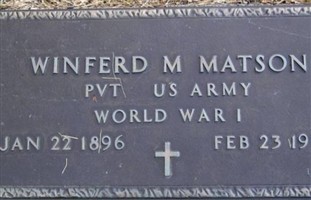 WINFERD M MATSON
PVT US ARMY
WORLD WAR I
JAN 22 1896 FEB 23 19